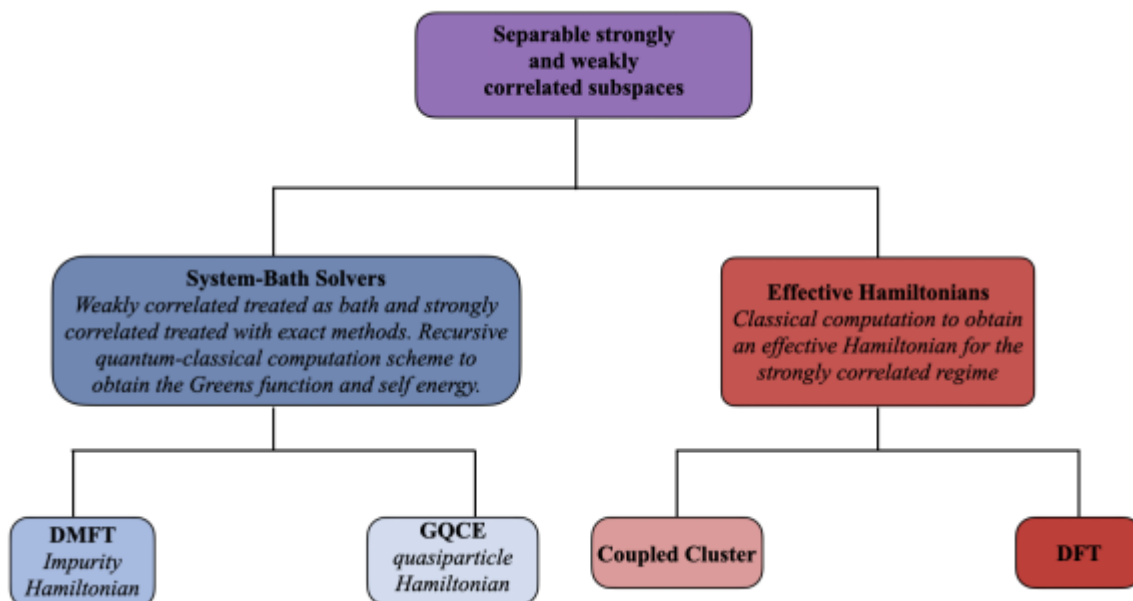 Separable strongly
and weakly
correlated subspaces
System-Bath Solvers
Weakly correlated treated as bath and strongly
correlated treated with exact methods. Recursive
quantum-classical computation scheme to
obtain the Greens function and self energy.
Effective Hamiltonians
Classical computation to obtain
an effective Hamiltonian for the
strongly correlated regime
DMFT
Impurity
Hamiltonian
GQCE
quasiparticle
Hamiltonian
Coupled Cluster
DFT